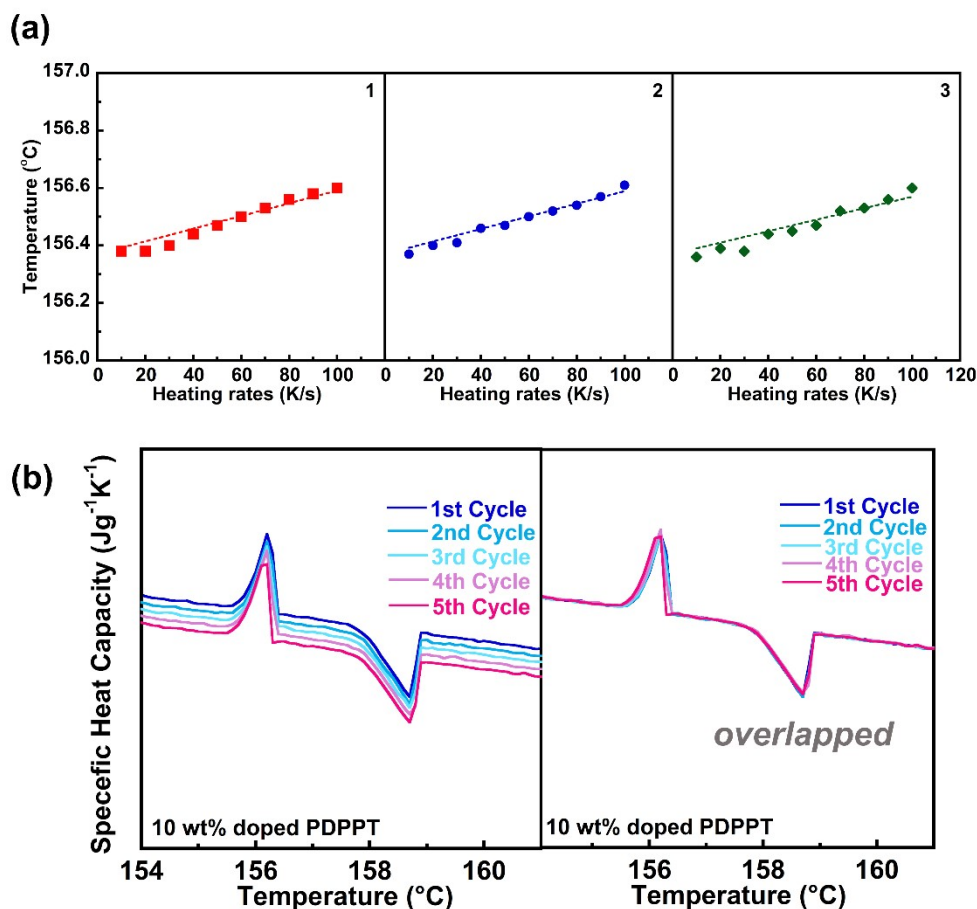 (a)
Temperature (°C)
157.0
156.8
156.6
156.4
156.2
156.0
1
2
3
0 20 40 60 80 100
0 20 40 60 80 100
0 20 40 60 80 100 120
Heating rates (K/s)
Heating rates (K/s)
Heating rates (K/s)
(b)
Specefic Heat Capacity (Jg⁻¹K⁻¹)
1st Cycle
2nd Cycle
3rd Cycle
4th Cycle
5th Cycle
10 wt% doped PDPPT
154 156 158 160
Temperature (°C)
1st Cycle
2nd Cycle
3rd Cycle
4th Cycle
5th Cycle
overlapped
10 wt% doped PDPPT
156 158 160
Temperature (°C)